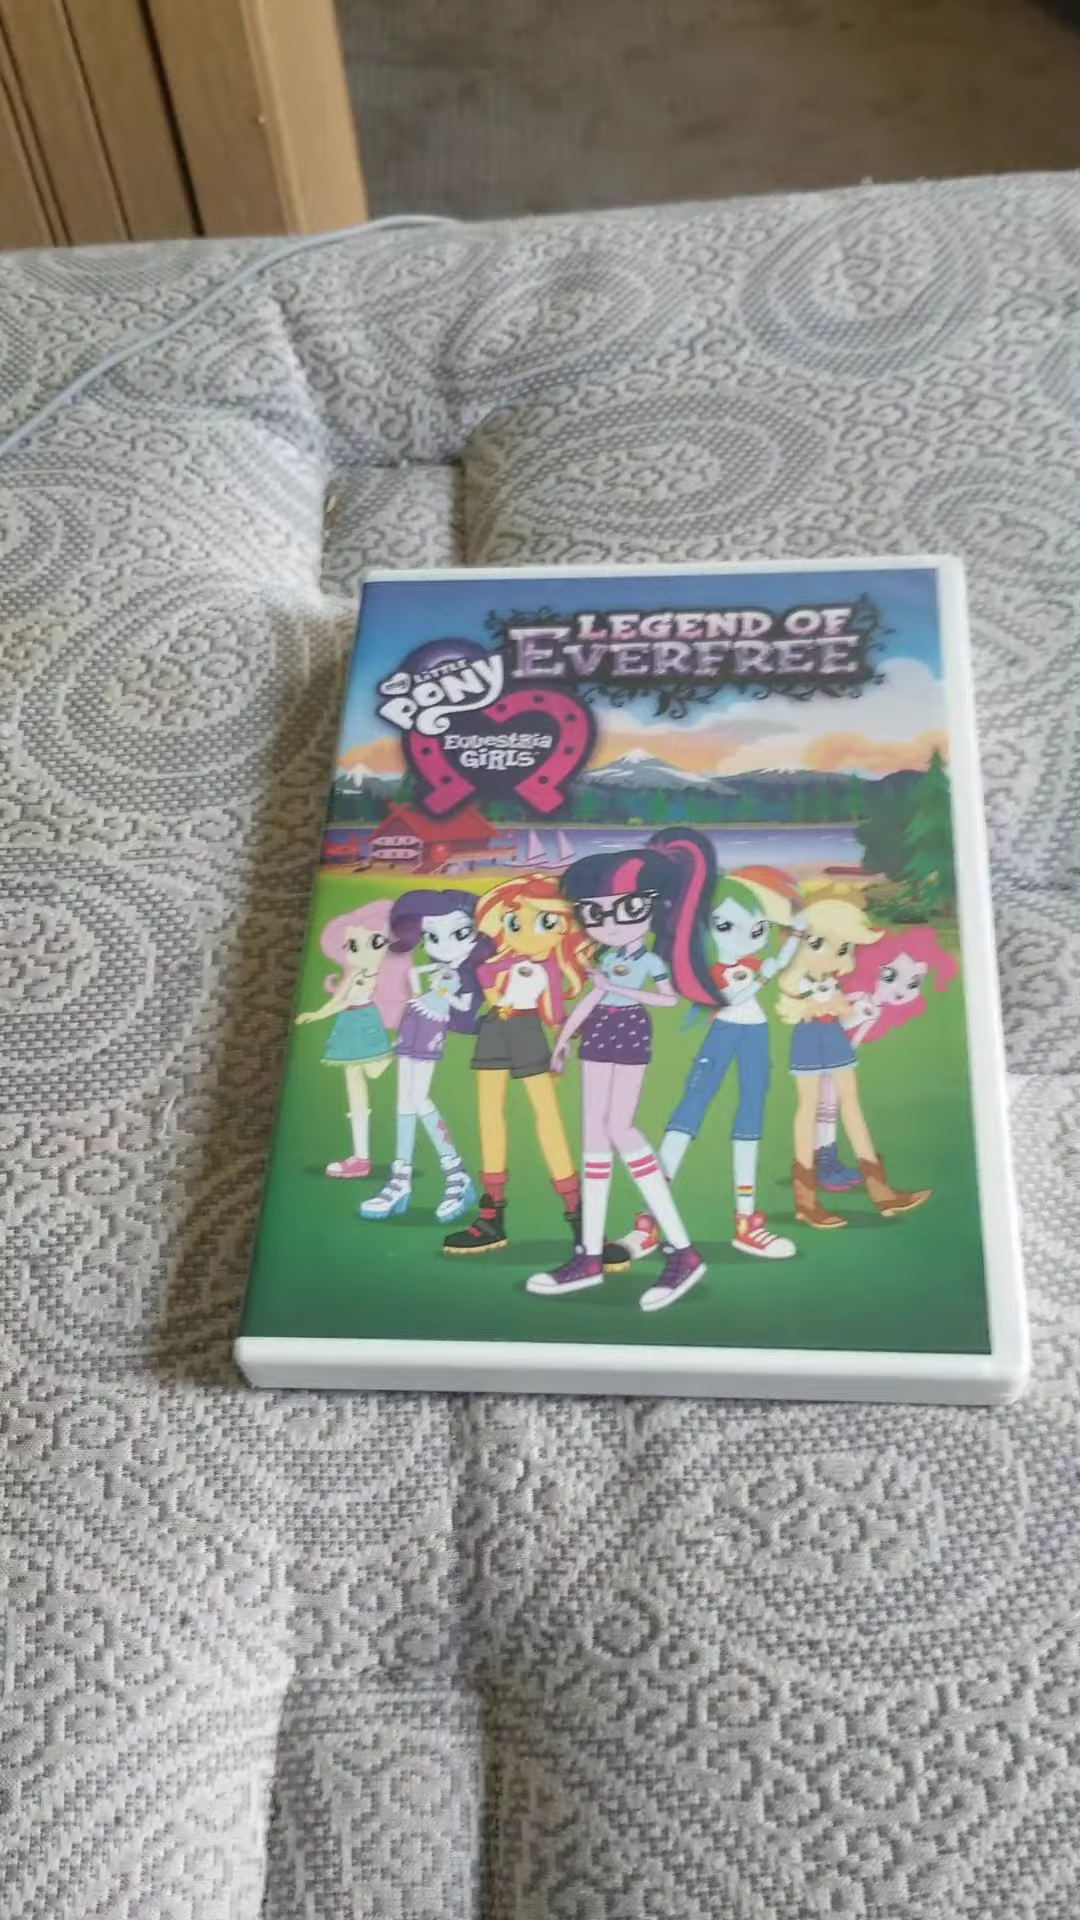 LEGEND OF
EVERFREE
my LITTLE
PONY
EQUESTRIA
GIRLS